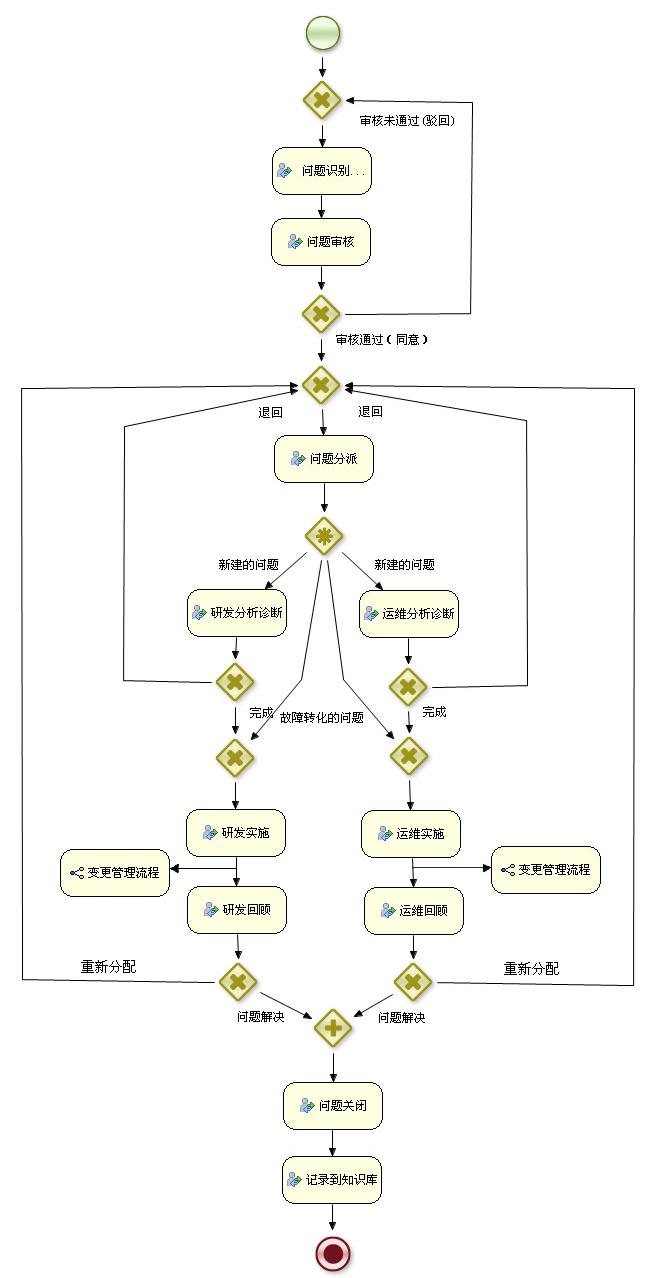 审核未通过(驳回)
问题识别...
问题审核
审核通过( 同意 )
退回
退回
问题分派
新建的问题
新建的问题
研发分析诊断
运维分析诊断
完成
故障转化的问题
完成
研发实施
运维实施
变更管理流程
变更管理流程
研发回顾
运维回顾
重新分配
重新分配
问题解决
问题解决
问题关闭
记录到知识库